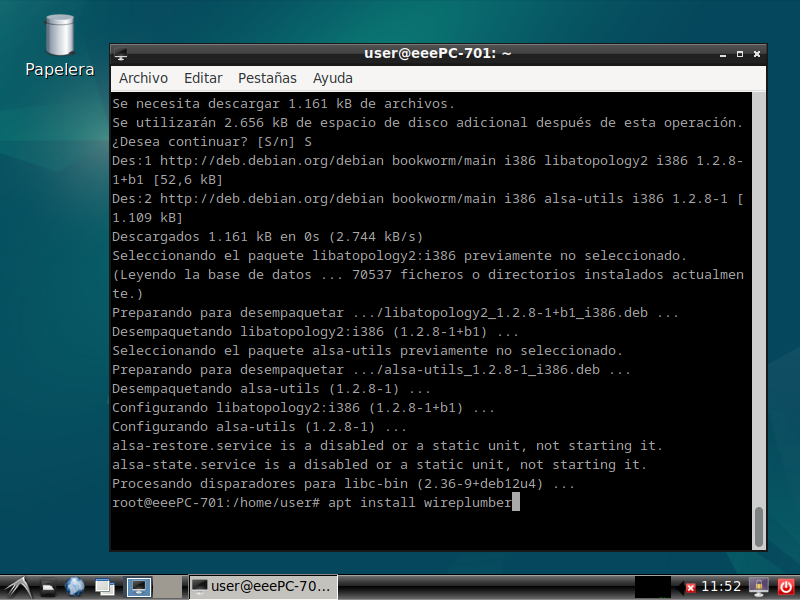 Papelera
user@eeePC-701: ~
Archivo Editar Pestañas Ayuda
Se necesita descargar 1.161 kB de archivos.
Se utilizarán 2.656 kB de espacio de disco adicional después de esta operación.
¿Desea continuar? [S/n] S
Des:1 http://deb.debian.org/debian bookworm/main i386 libatopology2 i386 1.2.8-
1+b1 [52,6 kB]
Des:2 http://deb.debian.org/debian bookworm/main i386 alsa-utils i386 1.2.8-1 [
1.109 kB]
Descargados 1.161 kB en 0s (2.744 kB/s)
Seleccionando el paquete libatopology2:i386 previamente no seleccionado.
(Leyendo la base de datos ... 70537 ficheros o directorios instalados actualmen
te.)
Preparando para desempaquetar .../libatopology2_1.2.8-1+b1_i386.deb ...
Desempaquetando libatopology2:i386 (1.2.8-1+b1) ...
Seleccionando el paquete alsa-utils previamente no seleccionado.
Preparando para desempaquetar .../alsa-utils_1.2.8-1_i386.deb ...
Desempaquetando alsa-utils (1.2.8-1) ...
Configurando libatopology2:i386 (1.2.8-1+b1) ...
Configurando alsa-utils (1.2.8-1) ...
alsa-restore.service is a disabled or a static unit, not starting it.
alsa-state.service is a disabled or a static unit, not starting it.
Procesando disparadores para libc-bin (2.36-9+deb12u4) ...
root@eeePC-701:/home/user# apt install wireplumber
user@eeePC-70... 11:52